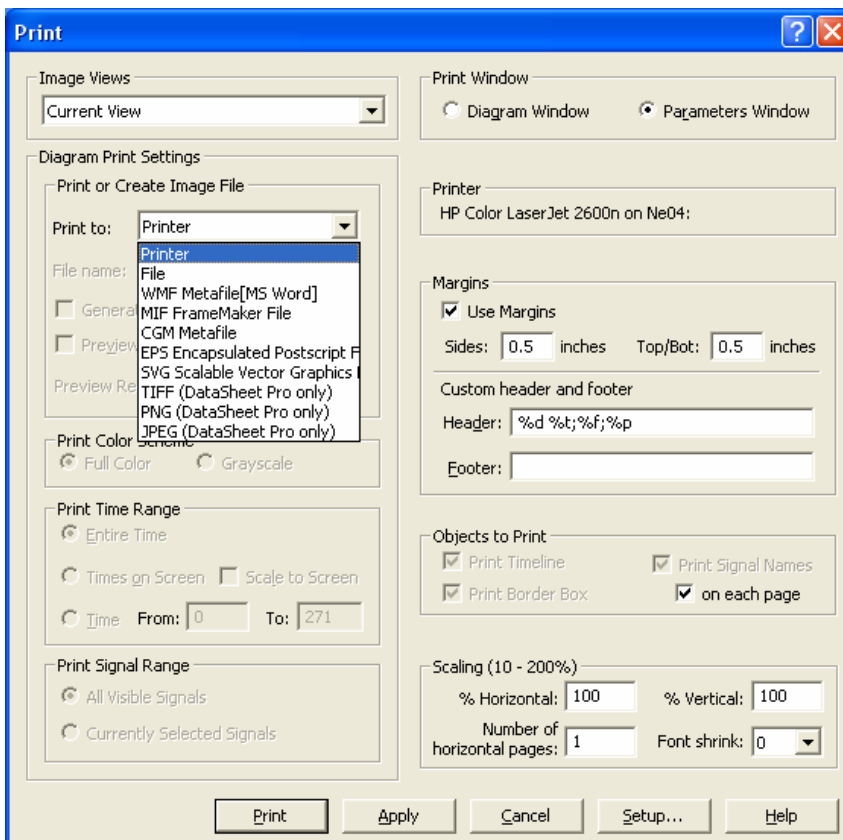 Print
Image Views
Current View
Diagram Print Settings
Print or Create Image File
Print to: Printer
Printer
File
File name:
WMF Metafile[MS Word]
Genera
MIF FrameMaker File
CGM Metafile
Preview
EPS Encapsulated Postscript F
SVG Scalable Vector Graphics
Preview Re
TIFF (DataSheet Pro only)
PNG (DataSheet Pro only)
JPEG (DataSheet Pro only)
Print Color Scheme
Full Color Grayscale
Print Time Range
Entire Time
Times on Screen Scale to Screen
Time From: 0 To: 271
Print Signal Range
All Visible Signals
Currently Selected Signals
Print Window
Diagram Window Parameters Window
Printer
HP Color LaserJet 2600n on Ne04:
Margins
Use Margins
Sides: 0.5 inches Top/Bot: 0.5 inches
Custom header and footer
Header: %d %t;%f;%p
Footer:
Objects to Print
Print Timeline Print Signal Names
Print Border Box on each page
Scaling (10 - 200%)
% Horizontal: 100 % Vertical: 100
Number of
horizontal pages: 1 Font shrink: 0
Print Apply Cancel Setup... Help